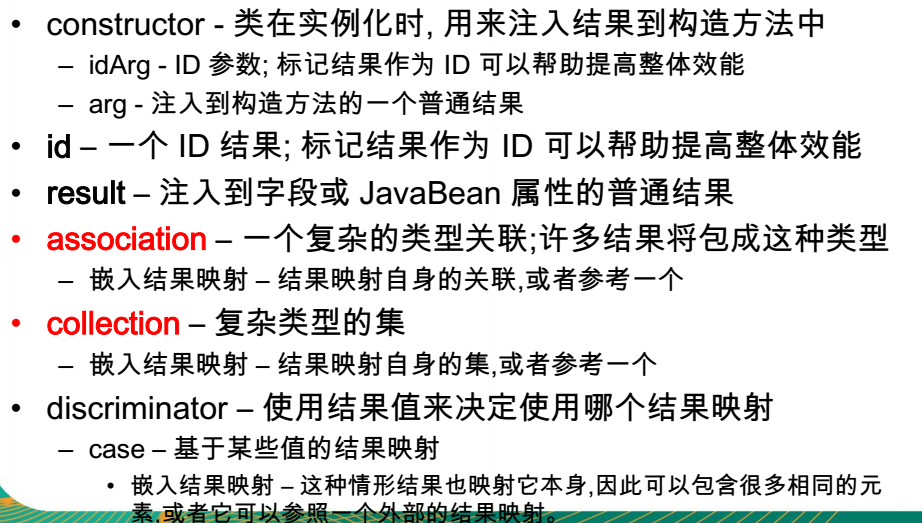 • constructor - 类在实例化时, 用来注入结果到构造方法中
– idArg - ID 参数; 标记结果作为 ID 可以帮助提高整体效能
– arg - 注入到构造方法的一个普通结果
• id – 一个 ID 结果; 标记结果作为 ID 可以帮助提高整体效能
• result – 注入到字段或 JavaBean 属性的普通结果
• association – 一个复杂的类型关联;许多结果将包成这种类型
– 嵌入结果映射 – 结果映射自身的关联,或者参考一个
• collection – 复杂类型的集
– 嵌入结果映射 – 结果映射自身的集,或者参考一个
• discriminator – 使用结果值来决定使用哪个结果映射
– case – 基于某些值的结果映射
• 嵌入结果映射 – 这种情形结果也映射它本身,因此可以包含很多相同的元
素,或者它可以参照一个外部的结果映射。